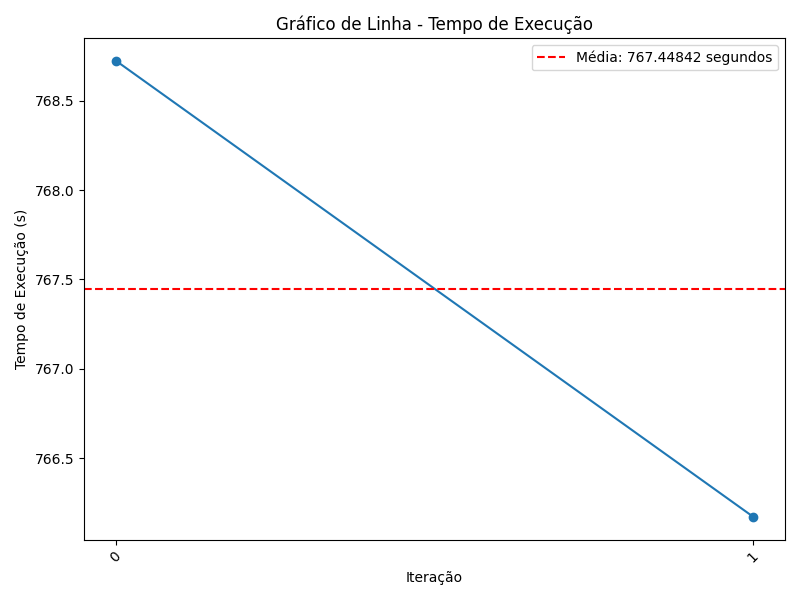 Gráfico de Linha - Tempo de Execução
Média: 767.44842 segundos
768.5
768.0
767.5
767.0
766.5
Tempo de Execução (s)
0
1
Iteração